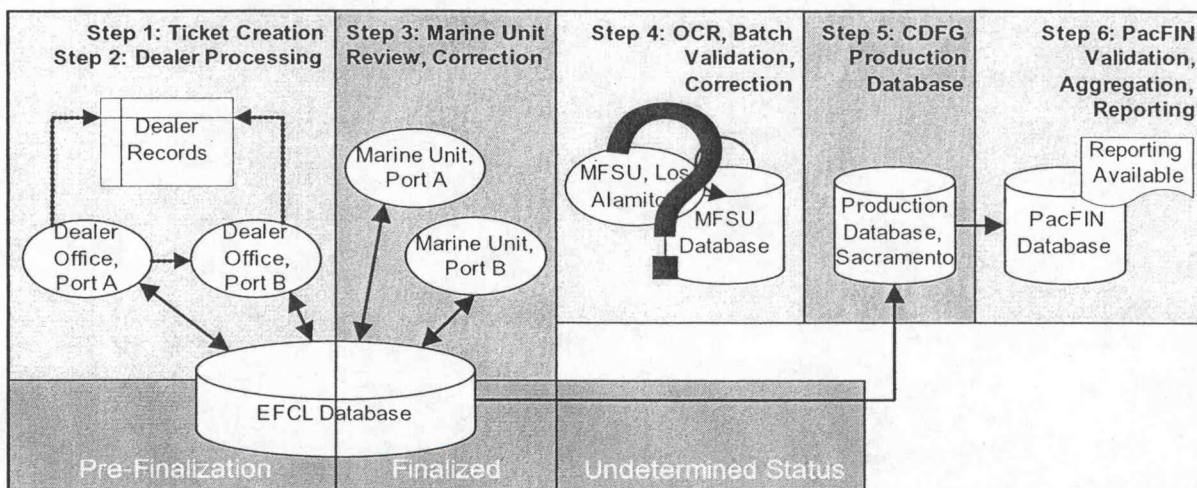 Step 1: Ticket Creation
Step 2: Dealer Processing
Step 3: Marine Unit
Review, Correction
Step 4: OCR, Batch
Validation,
Correction
Step 5: CDFG
Production
Database
Step 6: PacFIN
Validation,
Aggregation,
Reporting
Dealer
Records
Dealer
Office,
Port A
Dealer
Office,
Port B
Marine Unit,
Port A
Marine Unit,
Port B
MFSU, Los
Alamitos
?
MFSU
Database
Production
Database,
Sacramento
Reporting
Available
PacFIN
Database
EFCL Database
Pre-Finalization
Finalized
Undetermined Status